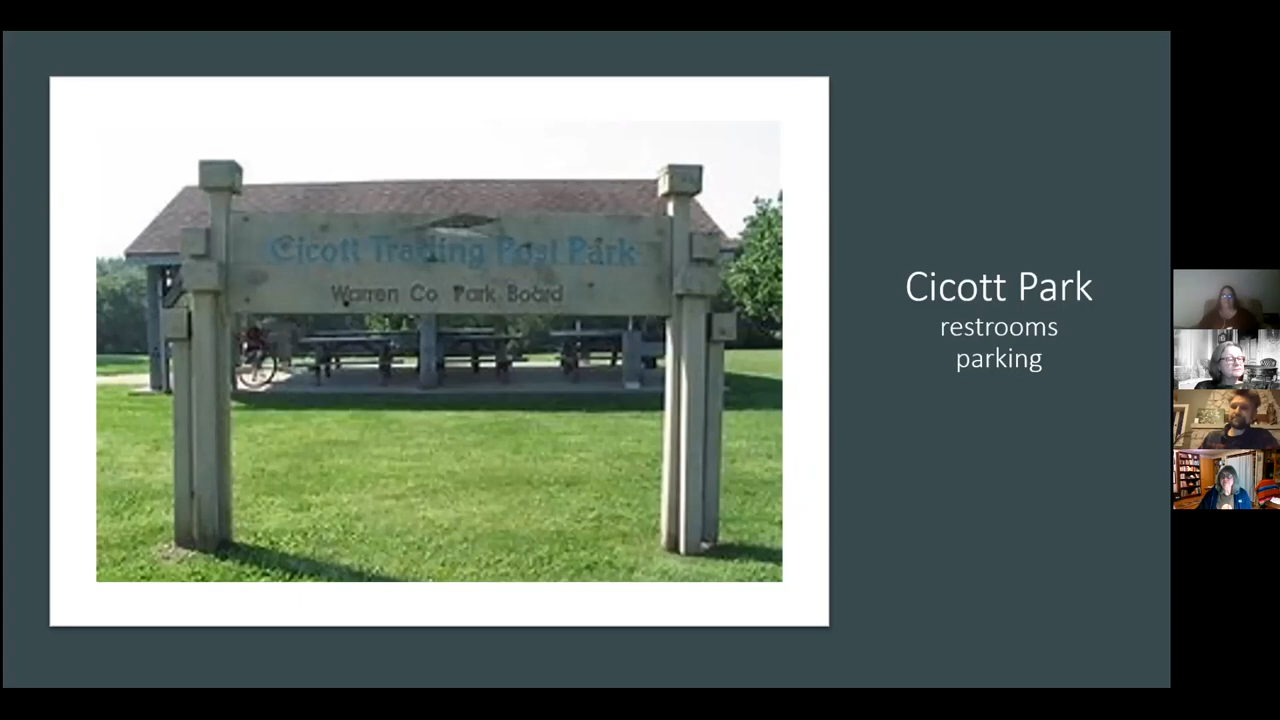 Cicott Trading Post Park
Warren Co Park Board
Cicott Park
restrooms
parking